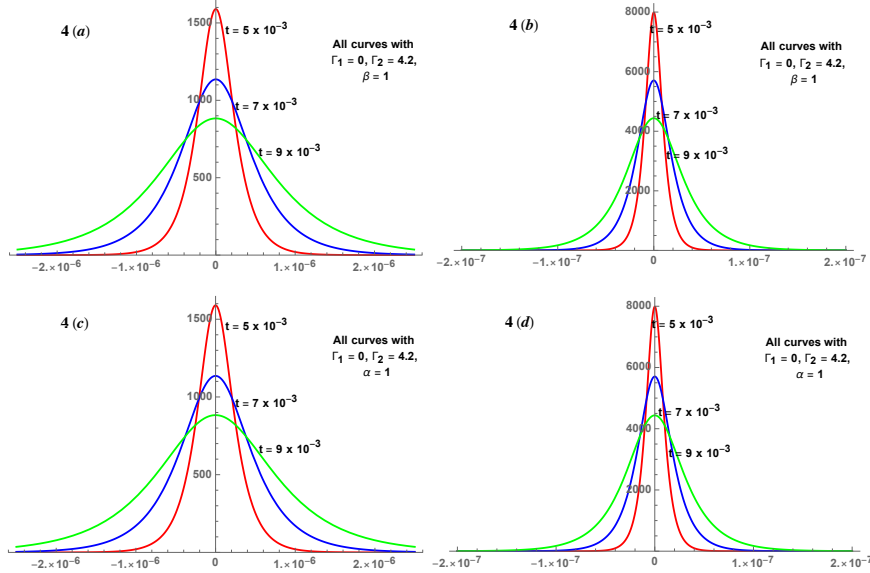 4 (a)
1500
1000
500
t = 5 x 10⁻³
t = 7 x 10⁻³
t = 9 x 10⁻³
All curves with
Γ₁ = 0, Γ₂ = 4.2,
β = 1
-2.×10⁻⁶ -1.×10⁻⁶ 0 1.×10⁻⁶ 2.×10⁻⁶
4 (b)
8000
6000
4000
2000
t = 5 x 10⁻³
t = 7 x 10⁻³
t = 9 x 10⁻³
All curves with
Γ₁ = 0, Γ₂ = 4.2,
β = 1
-2.×10⁻⁷ -1.×10⁻⁷ 0 1.×10⁻⁷ 2.×10⁻⁷
4 (c)
1500
1000
500
t = 5 x 10⁻³
t = 7 x 10⁻³
t = 9 x 10⁻³
All curves with
Γ₁ = 0, Γ₂ = 4.2,
α = 1
-2.×10⁻⁶ -1.×10⁻⁶ 0 1.×10⁻⁶ 2.×10⁻⁶
4 (d)
8000
6000
4000
2000
t = 5 x 10⁻³
t = 7 x 10⁻³
t = 9 x 10⁻³
All curves with
Γ₁ = 0, Γ₂ = 4.2,
α = 1
-2.×10⁻⁷ -1.×10⁻⁷ 0 1.×10⁻⁷ 2.×10⁻⁷